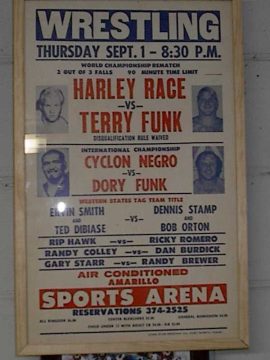 WRESTLING
THURSDAY SEPT. 1 - 8:30 P.M.
WORLD CHAMPIONSHIP REMATCH
2 OUT OF 3 FALLS 90 MINUTE TIME LIMIT
HARLEY RACE
-VS-
TERRY FUNK
DISQUALIFICATION RULE WAIVED
INTERNATIONAL CHAMPIONSHIP
CYCLON NEGRO
-VS-
DORY FUNK
WESTERN STATES TAG TEAM TITLE
ERVIN SMITH DENNIS STAMP
AND -VS- AND
TED DIBIASE BOB ORTON
RIP HAWK -VS- RICKY ROMERO
RANDY COLLEY -VS- DAN BURDICK
GARY STARR -VS- RANDY BREWER
AIR CONDITIONED
AMARILLO
SPORTS ARENA
RESERVATIONS 374-2525